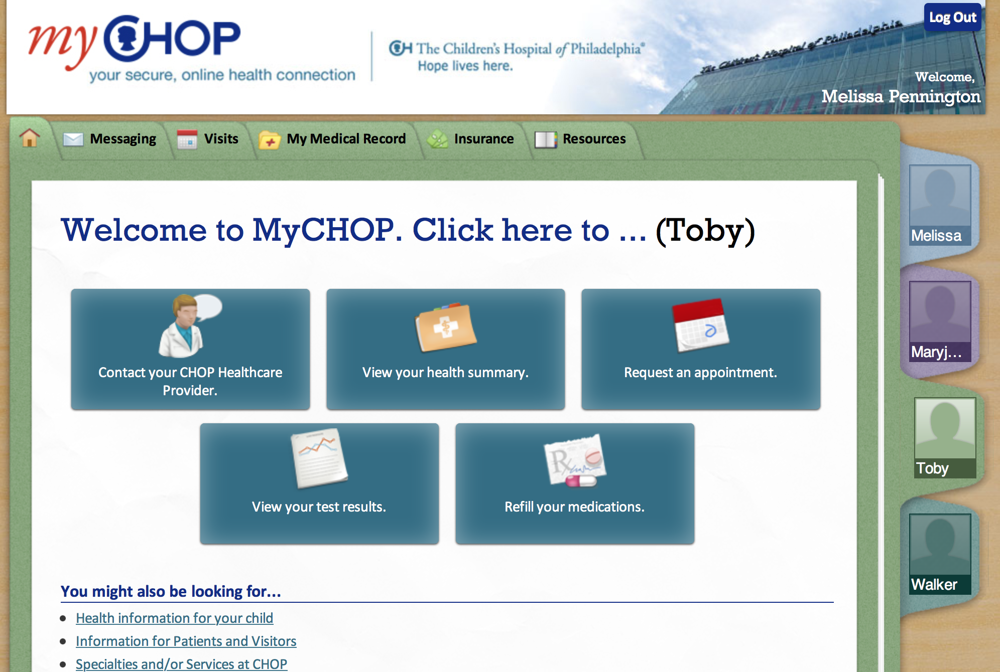 my CHOP
your secure, online health connection
CH The Children's Hospital of Philadelphia®
Hope lives here.
The Children's Hospital of Philadelphia
Log Out
Welcome,
Melissa Pennington
Messaging
Visits
My Medical Record
Insurance
Resources
Welcome to MyCHOP. Click here to ... (Toby)
Contact your CHOP Healthcare
Provider.
View your health summary.
Request an appointment.
View your test results.
Rx
Refill your medications.
You might also be looking for...
Health information for your child
Information for Patients and Visitors
Specialties and/or Services at CHOP
Melissa
Maryj...
Toby
Walker